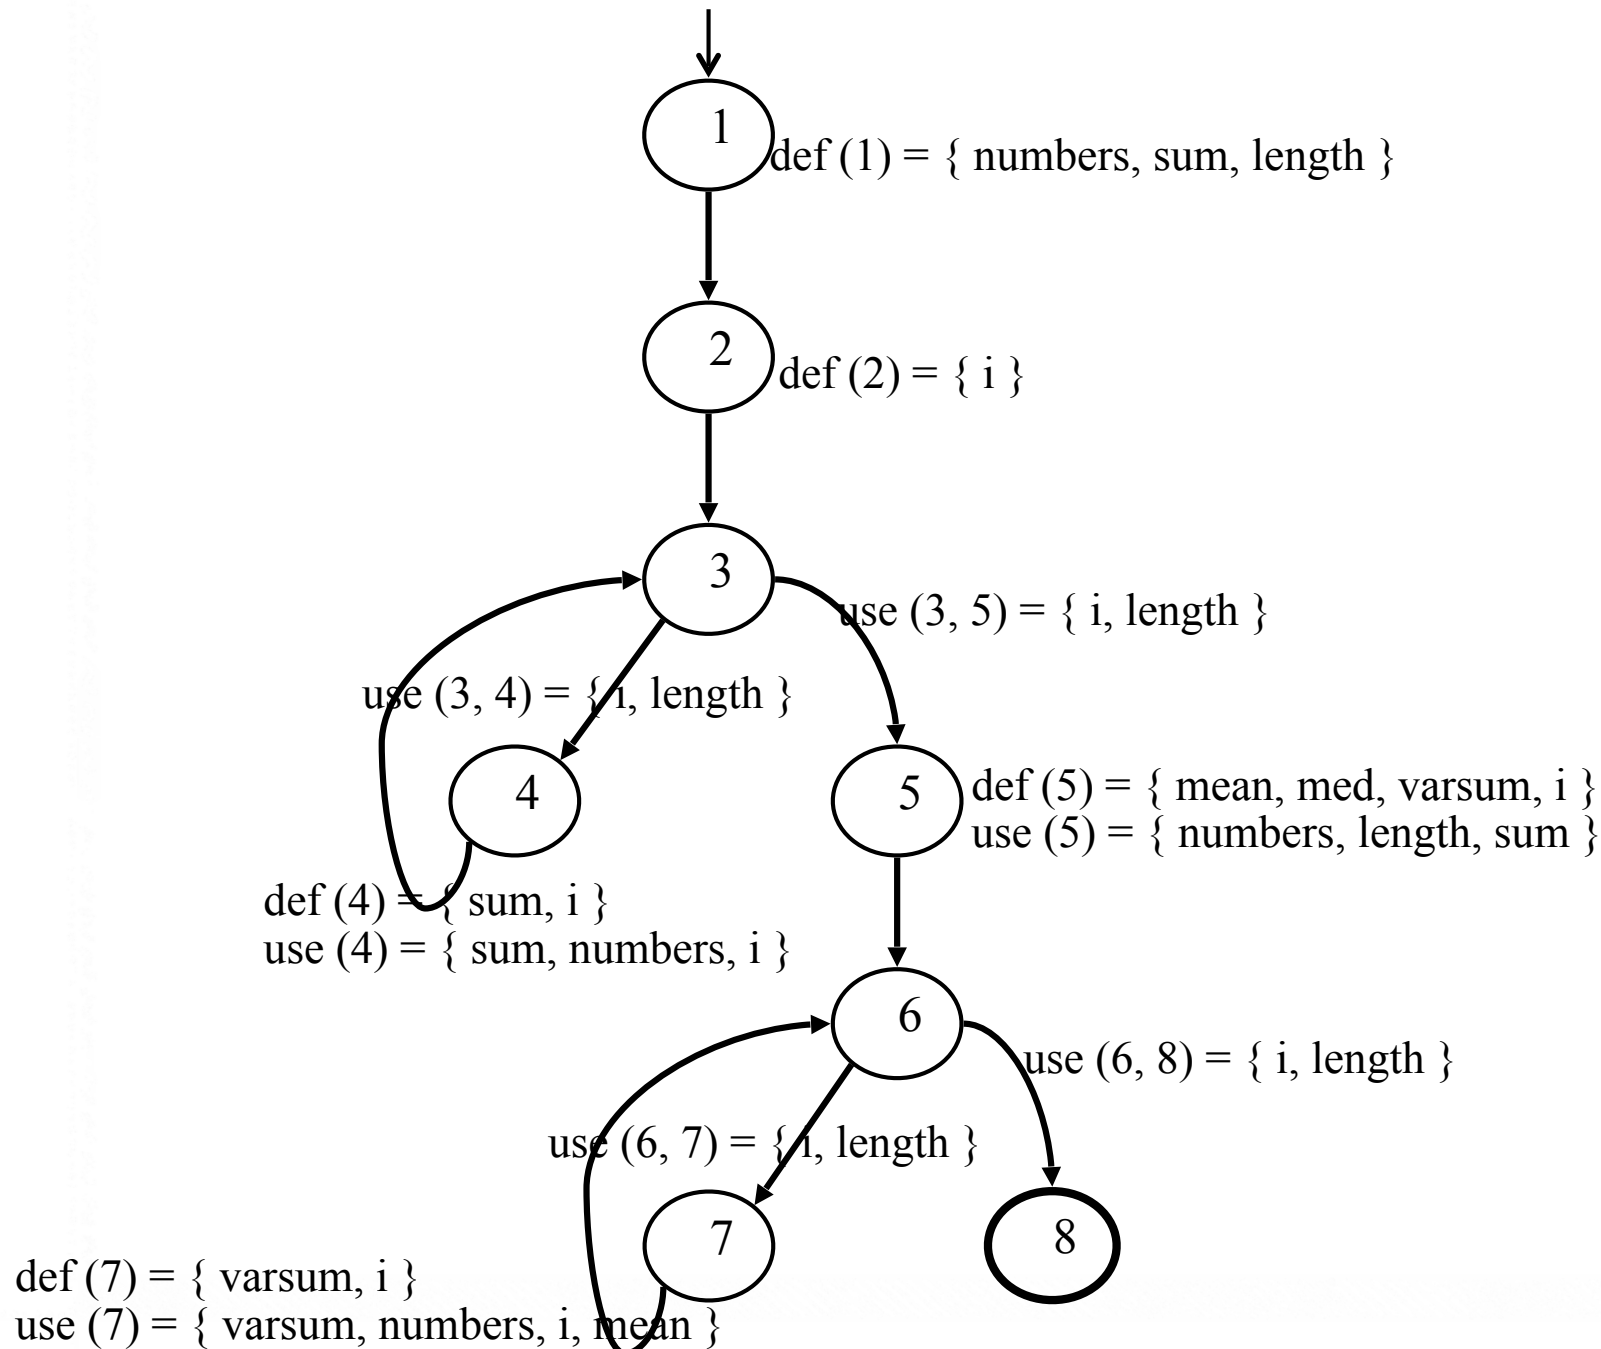 1
def (1) = { numbers, sum, length }
2
def (2) = { i }
3
use (3, 5) = { i, length }
use (3, 4) = { i, length }
4
5
def (5) = { mean, med, varsum, i }
use (5) = { numbers, length, sum }
def (4) = { sum, i }
use (4) = { sum, numbers, i }
6
use (6, 8) = { i, length }
use (6, 7) = { i, length }
7
8
def (7) = { varsum, i }
use (7) = { varsum, numbers, i, mean }